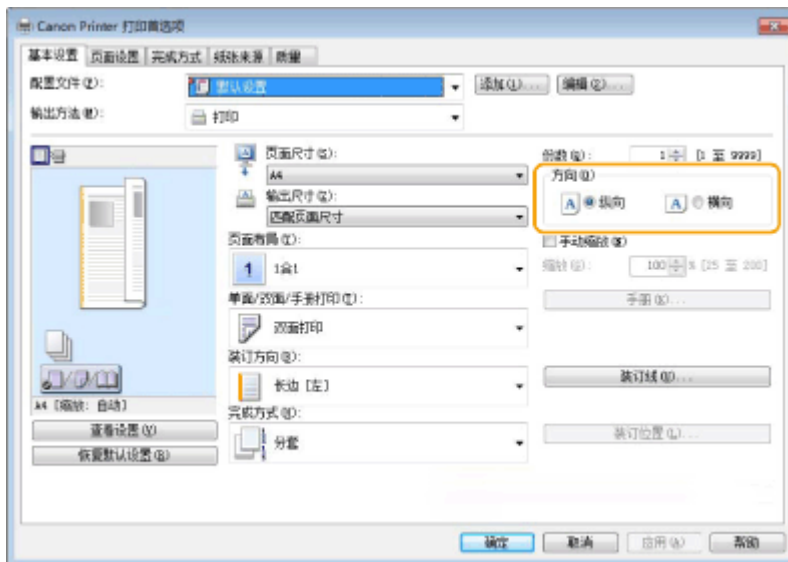 Canon Printer 打印首选项
基本设置 页面设置 完成方式 纸张来源 质量
配置文件(F): 默认设置 添加(1)... 编辑(2)...
输出方法(M): 打印
页面尺寸(S): 份数(N): 1 [1 至 9999]
A4 方向(O)
输出尺寸(Z): A 纵向 A 横向
匹配页面尺寸
页面布局(Y): 手动缩放(X)
1 1合1 缩放(G): 100 % [25 至 200]
单面/双面/手册打印(T): 手册(K)...
双面打印
装订方向(B):
长边 [左] 装订线(U)...
A4 [缩放: 自动]
完成方式(H):
查看设置(V) 分套 装订位置(L)...
恢复默认设置(R)
确定 取消 应用(A) 帮助